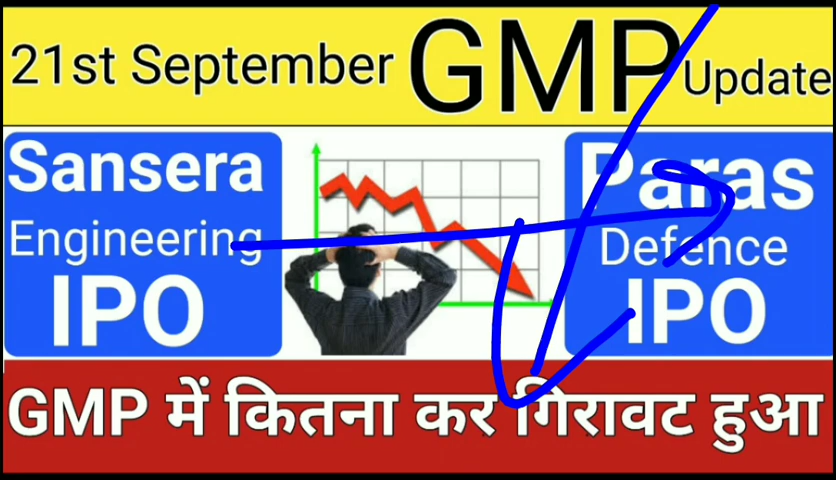 21st September GMP Update
Sansera
Engineering
IPO
Paras
Defence
IPO
GMP में कितना कर गिरावट हुआ